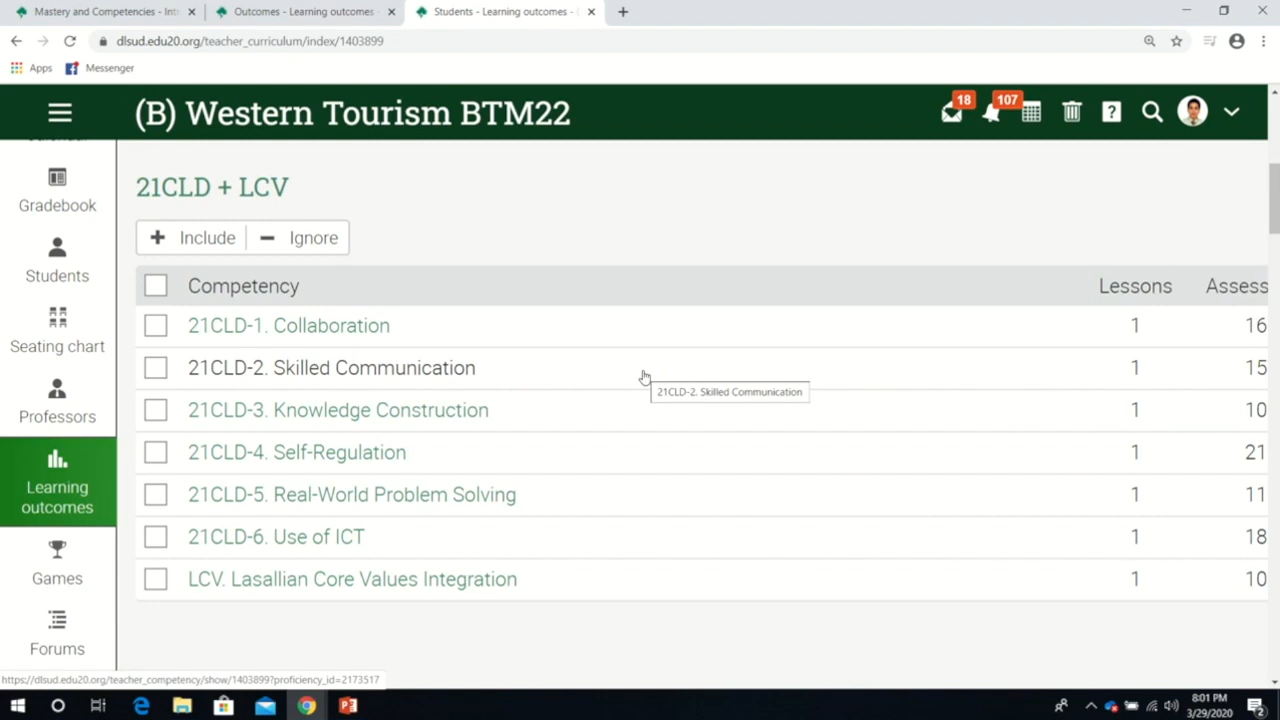 Mastery and Competencies - Int
Outcomes - Learning outcomes -
Students - Learning outcomes - (
dlsud.edu20.org/teacher_curriculum/index/1403899
Apps
Messenger
(B) Western Tourism BTM22
18
107
?
Gradebook
Students
Seating chart
Professors
Learning
outcomes
Games
Forums
21CLD + LCV
+ Include
− Ignore
Competency Lessons Assess
21CLD-1. Collaboration 1 16
21CLD-2. Skilled Communication 1 15
21CLD-2. Skilled Communication
21CLD-3. Knowledge Construction 1 10
21CLD-4. Self-Regulation 1 21
21CLD-5. Real-World Problem Solving 1 11
21CLD-6. Use of ICT 1 18
LCV. Lasallian Core Values Integration 1 10
https://dlsud.edu20.org/teacher_competency/show/1403899?proficiency_id=2173517
8:01 PM
3/29/2020
2